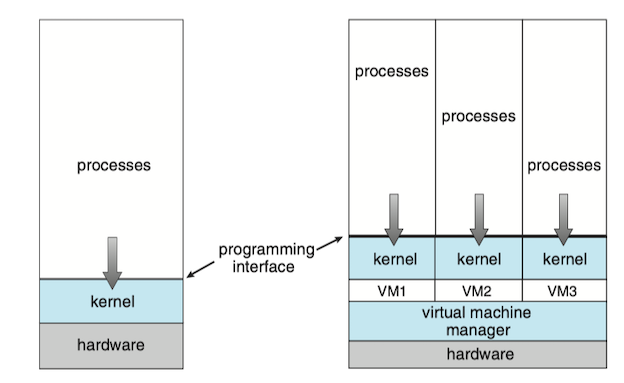 processes
kernel
hardware
programming
interface
processes
processes
processes
kernel
kernel
kernel
VM1
VM2
VM3
virtual machine
manager
hardware